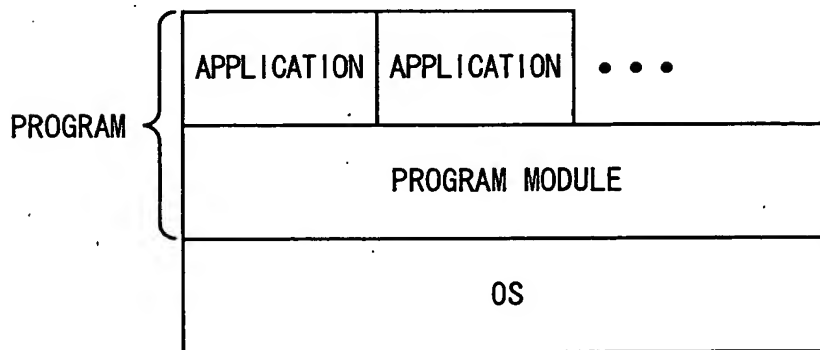 APPLICATION APPLICATION • • •
PROGRAM
PROGRAM MODULE
OS